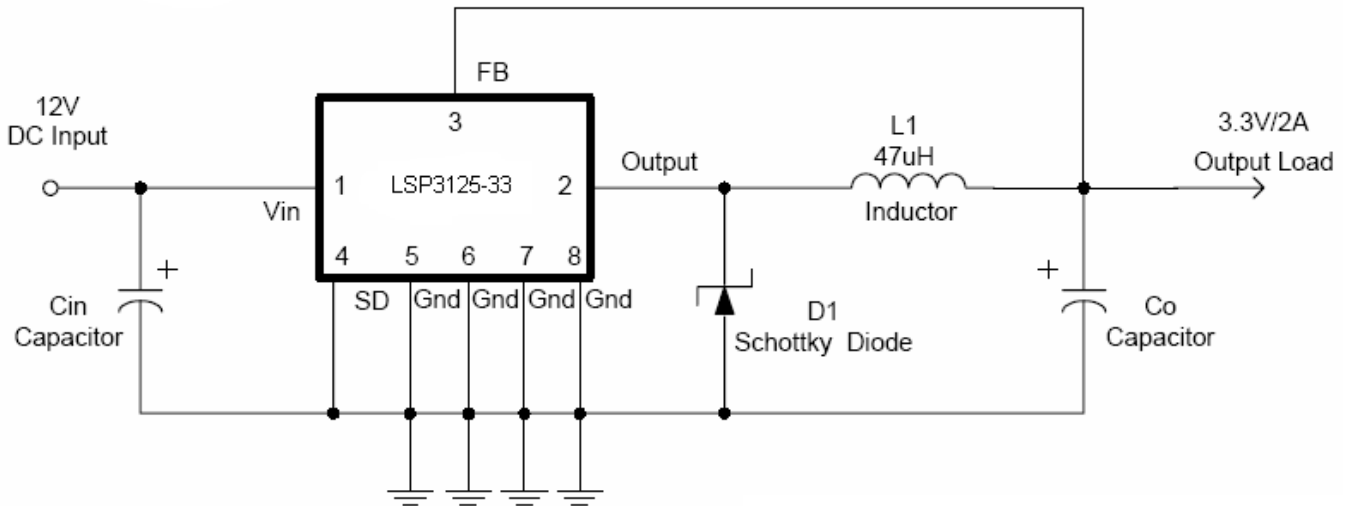 FB
12V
DC Input
3
L1
47uH
3.3V/2A
Output Load
1
LSP3125-33
2
Output
Vin
Inductor
4 5 6 7 8
+
SD Gnd Gnd Gnd Gnd
+
Cin
Capacitor
D1
Schottky Diode
Co
Capacitor